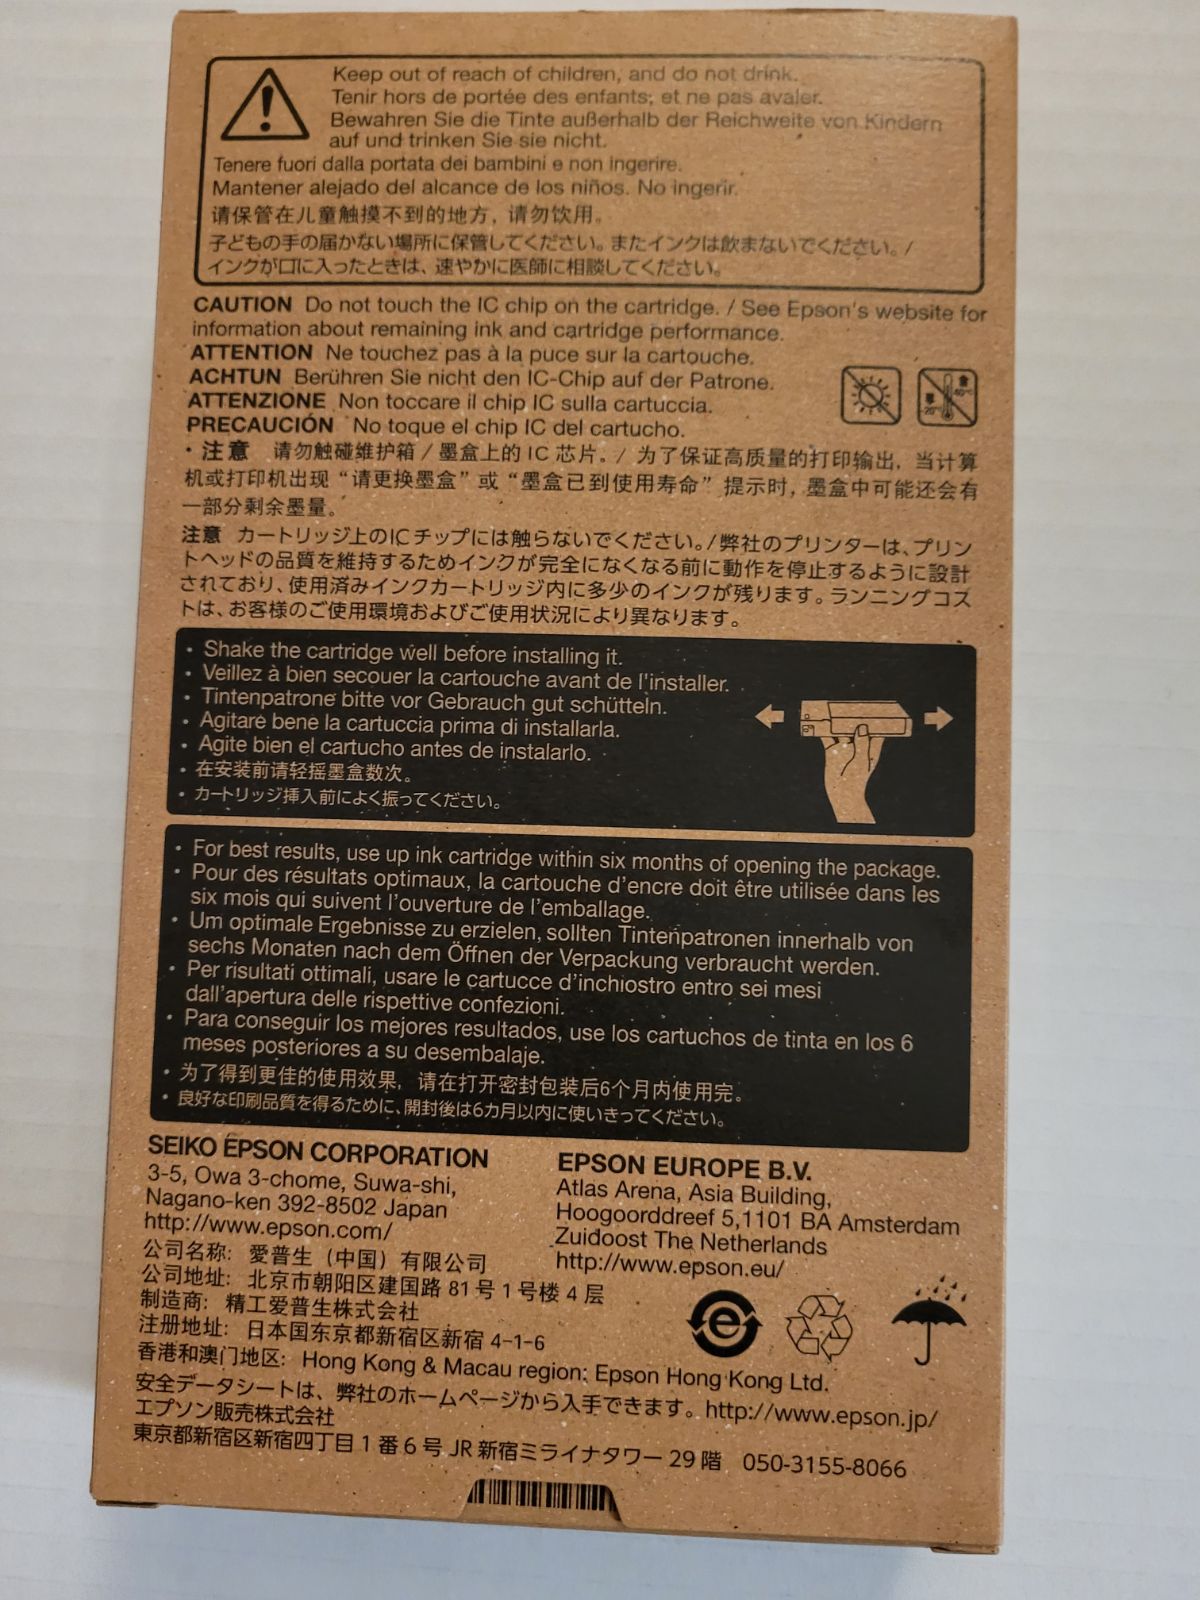 Keep out of reach of children, and do not drink.
Tenir hors de portée des enfants; et ne pas avaler.
Bewahren Sie die Tinte außerhalb der Reichweite von Kindern
auf und trinken Sie sie nicht.
Tenere fuori dalla portata dei bambini e non ingerire.
Mantener alejado del alcance de los niños. No ingerir.
请保管在儿童触摸不到的地方，请勿饮用。
子どもの手の届かない場所に保管してください。またインクは飲まないでください。/
インクが口に入ったときは、速やかに医師に相談してください。
CAUTION Do not touch the IC chip on the cartridge. / See Epson's website for
information about remaining ink and cartridge performance.
ATTENTION Ne touchez pas à la puce sur la cartouche.
ACHTUN Berühren Sie nicht den IC-Chip auf der Patrone.
ATTENZIONE Non toccare il chip IC sulla cartuccia.
PRECAUCIÓN No toque el chip IC del cartucho.
・注意 请勿触碰维护箱 / 墨盒上的 IC 芯片。/ 为了保证高质量的打印输出，当计算
机或打印机出现“请更换墨盒”或“墨盒已到使用寿命”提示时，墨盒中可能还会有
一部分剩余墨量。
注意 カートリッジ上のICチップには触らないでください。/弊社のプリンターは、プリン
トヘッドの品質を維持するためインクが完全になくなる前に動作を停止するように設計
されており、使用済みインクカートリッジ内に多少のインクが残ります。ランニングコス
トは、お客様のご使用環境およびご使用状況により異なります。
• Shake the cartridge well before installing it.
• Veillez à bien secouer la cartouche avant de l'installer.
• Tintenpatrone bitte vor Gebrauch gut schütteln.
• Agitare bene la cartuccia prima di installarla.
• Agite bien el cartucho antes de instalarlo.
• 在安装前请轻摇墨盒数次。
• カートリッジ挿入前によく振ってください。
• For best results, use up ink cartridge within six months of opening the package.
• Pour des résultats optimaux, la cartouche d'encre doit être utilisée dans les
six mois qui suivent l'ouverture de l'emballage.
• Um optimale Ergebnisse zu erzielen, sollten Tintenpatronen innerhalb von
sechs Monaten nach dem Öffnen der Verpackung verbraucht werden.
• Per risultati ottimali, usare le cartucce d'inchiostro entro sei mesi
dall'apertura delle rispettive confezioni.
• Para conseguir los mejores resultados, use los cartuchos de tinta en los 6
meses posteriores a su desembalaje.
• 为了得到更佳的使用效果，请在打开密封包装后6个月内使用完。
• 良好な印刷品質を得るために、開封後は6カ月以内に使いきってください。
SEIKO EPSON CORPORATION
3-5, Owa 3-chome, Suwa-shi,
Nagano-ken 392-8502 Japan
http://www.epson.com/
EPSON EUROPE B.V.
Atlas Arena, Asia Building,
Hoogoorddreef 5,1101 BA Amsterdam
Zuidoost The Netherlands
http://www.epson.eu/
公司名称：爱普生（中国）有限公司
公司地址：北京市朝阳区建国路 81 号 1 号楼 4 层
制造商：精工爱普生株式会社
注册地址：日本国东京都新宿区新宿 4-1-6
香港和澳门地区：Hong Kong & Macau region: Epson Hong Kong Ltd.
安全データシートは、弊社のホームページから入手できます。http://www.epson.jp/
エプソン販売株式会社
東京都新宿区新宿四丁目 1 番 6 号 JR 新宿ミライナタワー 29 階 050-3155-8066